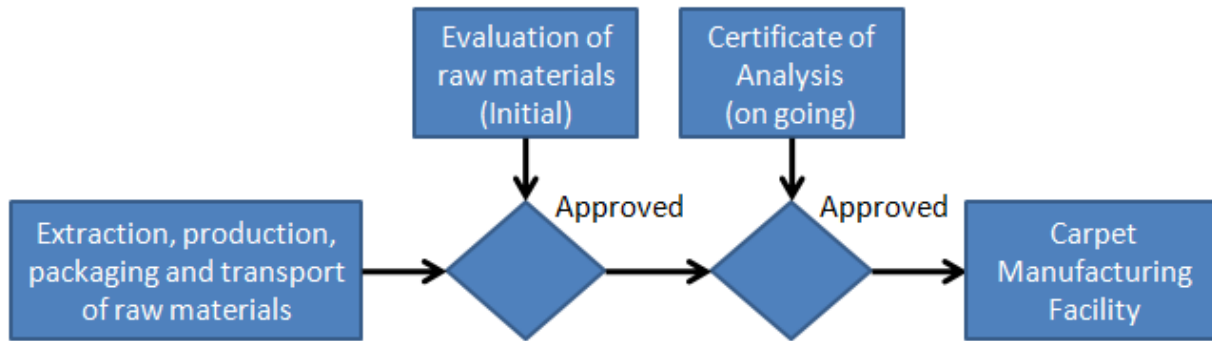 Evaluation of
raw materials
(Initial)
Certificate of
Analysis
(on going)
Approved
Approved
Extraction, production,
packaging and transport
of raw materials
Carpet
Manufacturing
Facility